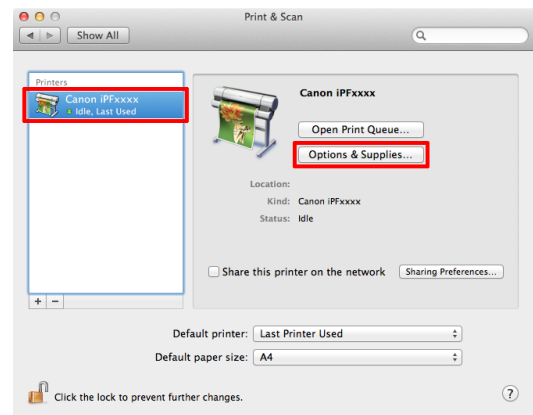 Print & Scan
Show All
Printers
Canon iPFxxxx
Idle, Last Used
Canon iPFxxxx
Open Print Queue...
Options & Supplies...
Location:
Kind: Canon iPFxxxx
Status: Idle
Share this printer on the network Sharing Preferences...
+ −
Default printer: Last Printer Used
Default paper size: A4
Click the lock to prevent further changes. ?